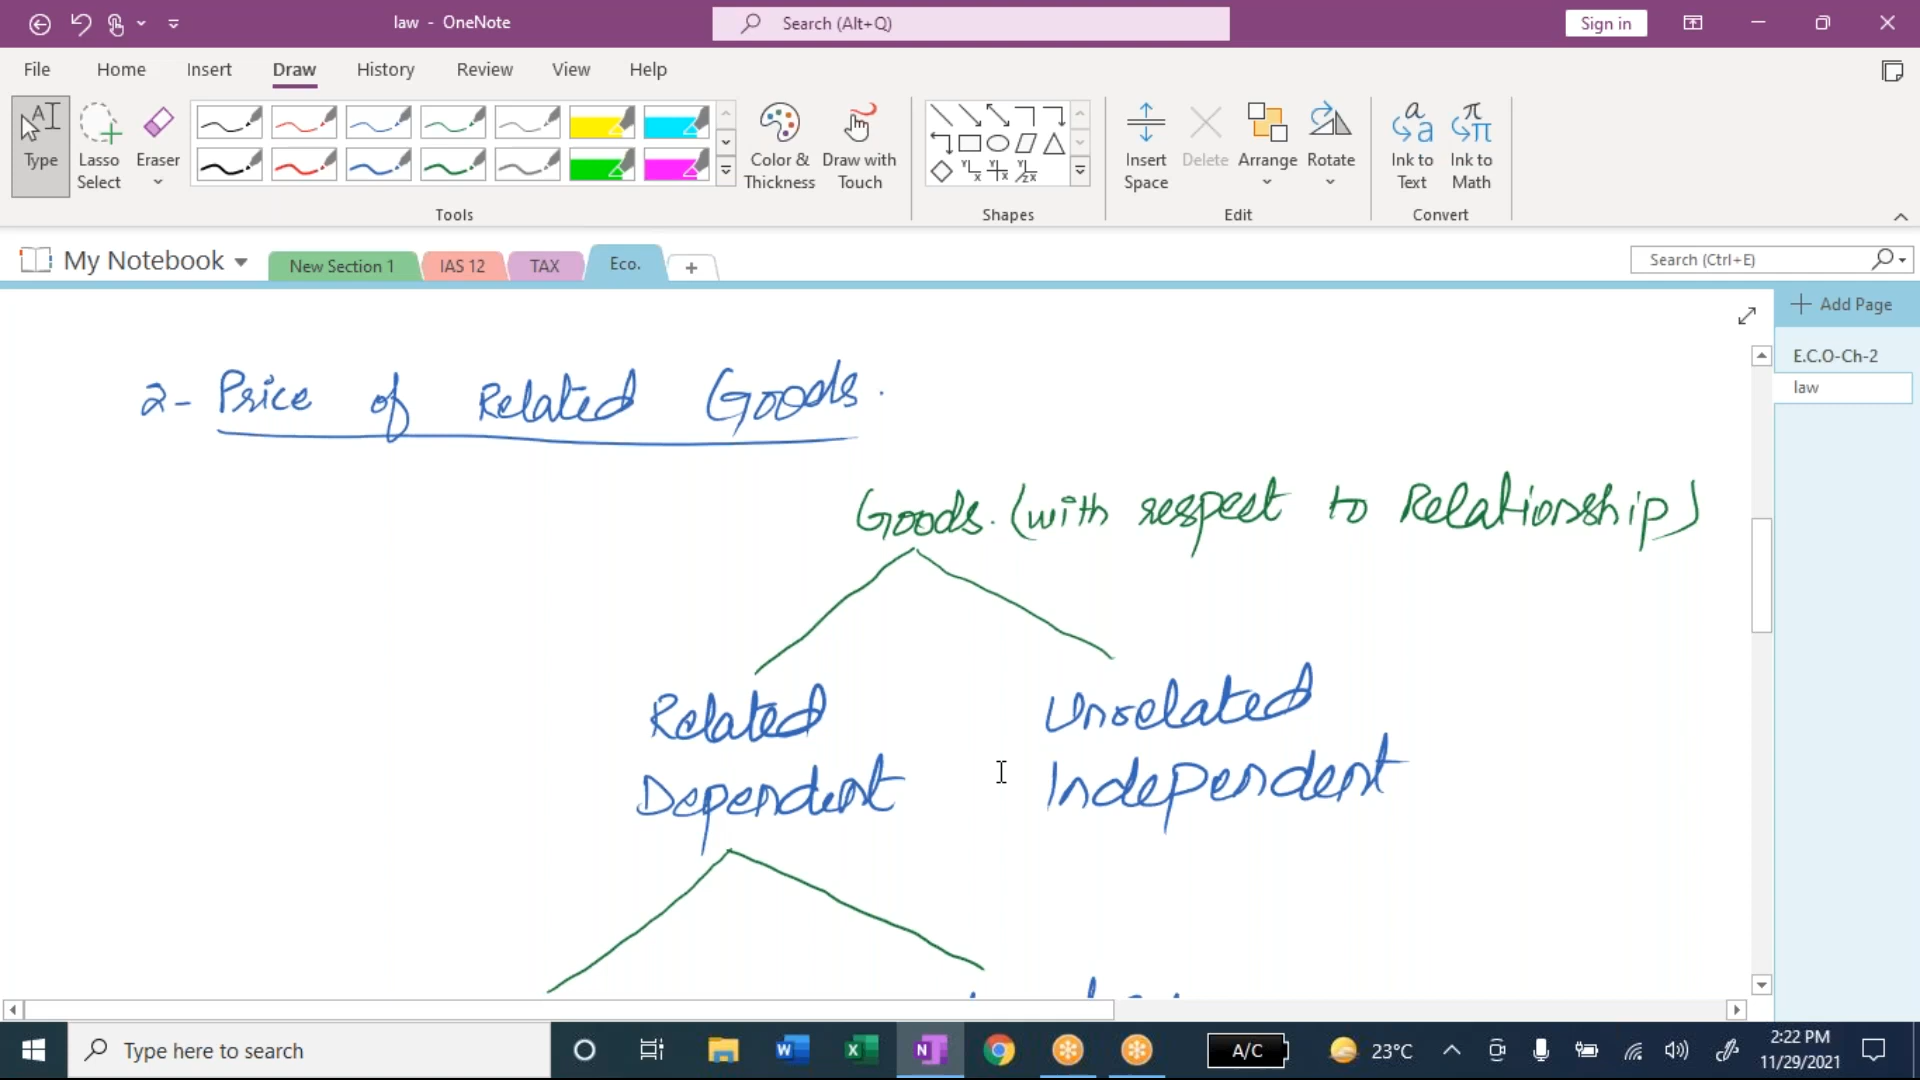 law - OneNote
Search (Alt+Q)
Sign in
File Home Insert Draw History Review View Help
Type
Lasso Select
Eraser
Color & Thickness
Draw with Touch
Insert Space
Delete
Arrange
Rotate
Ink to Text
Ink to Math
Tools Shapes Edit Convert
My Notebook
New Section 1 IAS 12 TAX Eco.
Search (Ctrl+E)
Add Page
E.C.O-Ch-2
law
2- Price of Related Goods.
Goods. (with respect to Relationship)
Related Unrelated
Dependent Independent
Type here to search
A/C
23°C
2:22 PM
11/29/2021